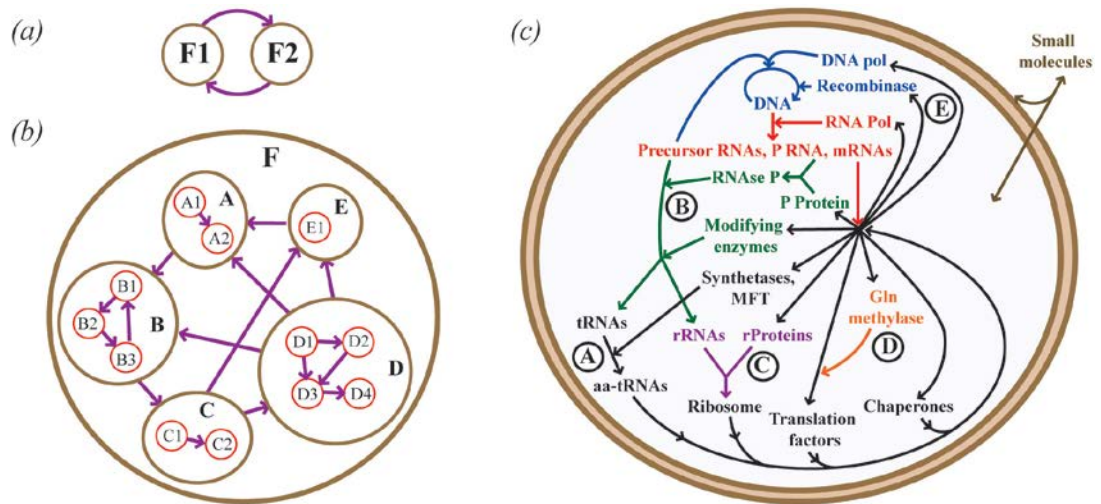 (a)
F1
F2
(b)
F
A
A1
A2
E
E1
B1
B2
B
B3
D1
D2
D
D3
D4
C
C1
C2
(c)
Small
molecules
DNA pol
Recombinase
DNA
E
RNA Pol
Precursor RNAs, P RNA, mRNAs
RNAse P
P Protein
B
Modifying
enzymes
Synthetases,
MFT
Gln
methylase
tRNAs
rRNAs
rProteins
D
A
C
aa-tRNAs
Ribosome
Translation
factors
Chaperones